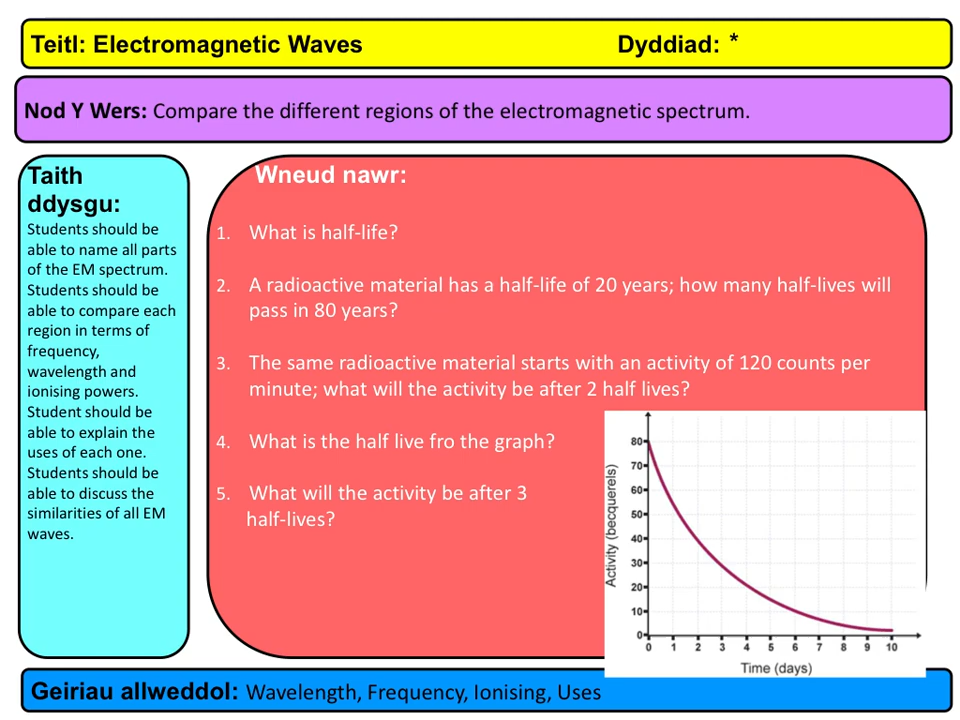 Teitl: Electromagnetic Waves Dyddiad: *
Nod Y Wers: Compare the different regions of the electromagnetic spectrum.
Taith
ddysgu:
Students should be
able to name all parts
of the EM spectrum.
Students should be
able to compare each
region in terms of
frequency,
wavelength and
ionising powers.
Student should be
able to explain the
uses of each one.
Students should be
able to discuss the
similarities of all EM
waves.
Wneud nawr:
1. What is half-life?
2. A radioactive material has a half-life of 20 years; how many half-lives will
pass in 80 years?
3. The same radioactive material starts with an activity of 120 counts per
minute; what will the activity be after 2 half lives?
4. What is the half live fro the graph?
5. What will the activity be after 3
half-lives?
Activity (becquerels)
80
70
60
50
40
30
20
10
0
0 1 2 3 4 5 6 7 8 9 10
Time (days)
Geiriau allweddol: Wavelength, Frequency, Ionising, Uses